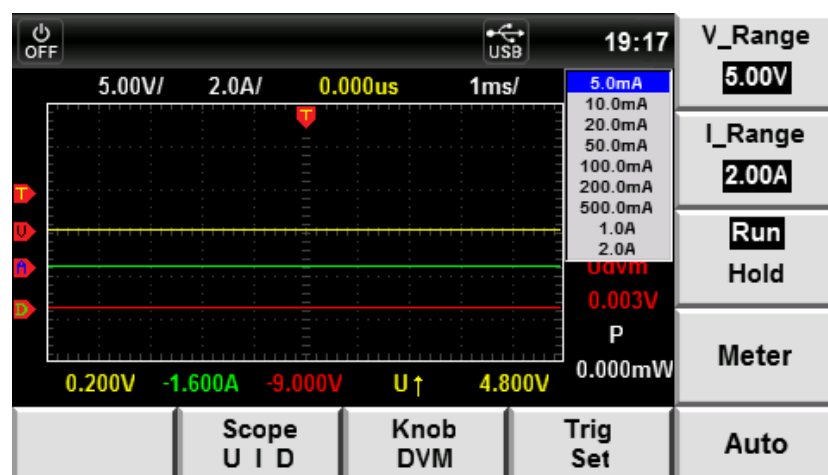 OFF
USB
19:17
5.00V/ 2.0A/ 0.000us 1ms/
5.0mA
10.0mA
20.0mA
50.0mA
100.0mA
200.0mA
500.0mA
1.0A
2.0A
T
T
V
A
D
Udvm
0.003V
P
0.000mW
0.200V -1.600A -9.000V U↑ 4.800V
V_Range
5.00V
I_Range
2.00A
Run
Hold
Meter
Auto
Scope
U I D
Knob
DVM
Trig
Set